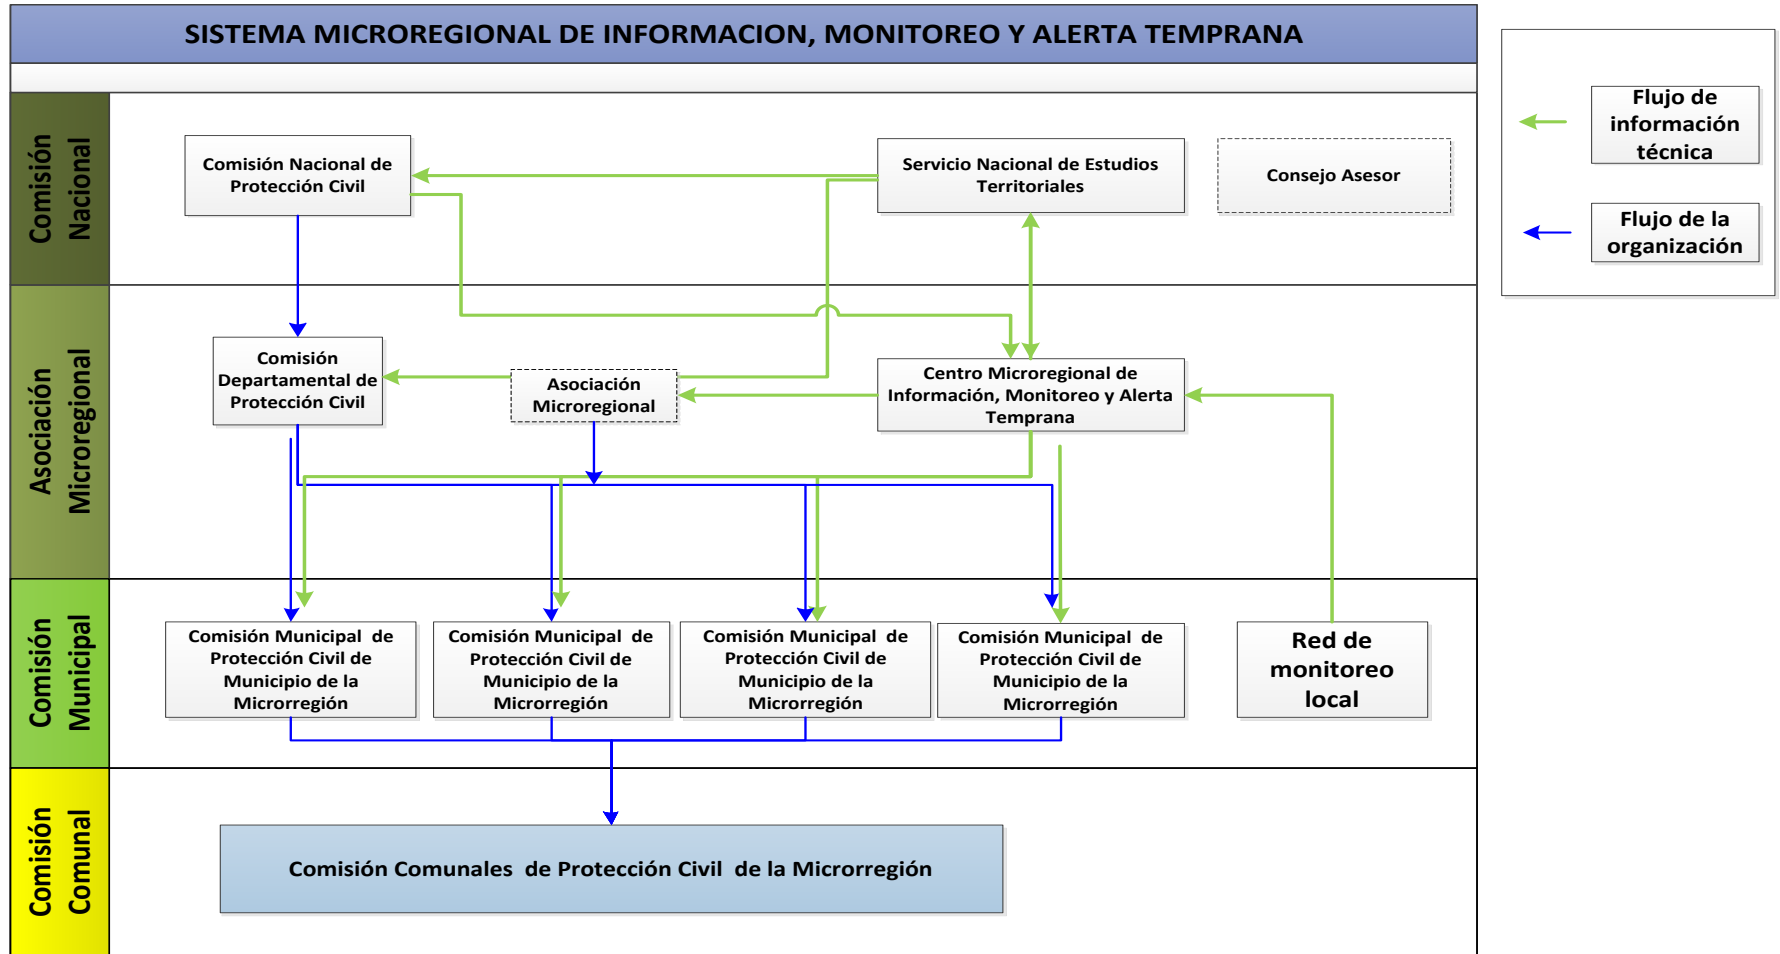 SISTEMA MICROREGIONAL DE INFORMACION, MONITOREO Y ALERTA TEMPRANA
Flujo de
información
técnica
Flujo de la
organización
Comisión
Nacional
Comisión Nacional de
Protección Civil
Servicio Nacional de Estudios
Territoriales
Consejo Asesor
Asociación
Microregional
Comisión
Departamental de
Protección Civil
Asociación
Microregional
Centro Microregional de
Información, Monitoreo y Alerta
Temprana
Comisión
Municipal
Comisión Municipal de
Protección Civil de
Municipio de la
Microrregión
Comisión Municipal de
Protección Civil de
Municipio de la
Microrregión
Comisión Municipal de
Protección Civil de
Municipio de la
Microrregión
Comisión Municipal de
Protección Civil de
Municipio de la
Microrregión
Red de
monitoreo
local
Comisión
Comunal
Comisión Comunales de Protección Civil de la Microrregión